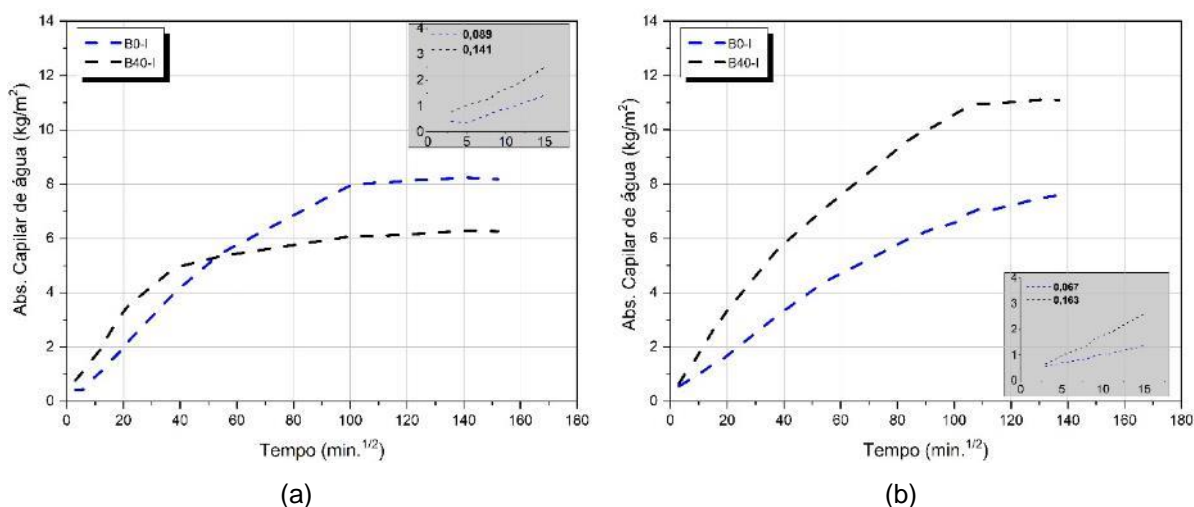 B0-I
B40-I
0,089
0,141
4
3
2
1
0
0 5 10 15
14
12
10
8
6
4
2
0
Abs. Capilar de água (kg/m²)
0 20 40 60 80 100 120 140 160 180
Tempo (min.^1/2)
(a)
B0-I
B40-I
14
12
10
8
6
4
2
0
Abs. Capilar de água (kg/m²)
0,067
0,163
4
3
2
1
0
0 5 10 15
0 20 40 60 80 100 120 140 160 180
Tempo (min.^1/2)
(b)